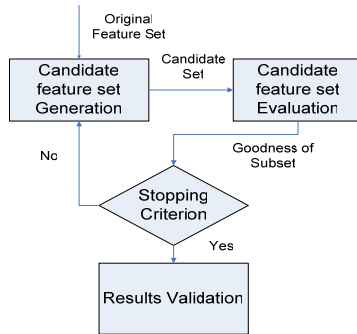 Original
Feature Set
Candidate
feature set
Generation
Candidate
Set
Candidate
feature set
Evaluation
Goodness of
Subset
No
Stopping
Criterion
Yes
Results Validation